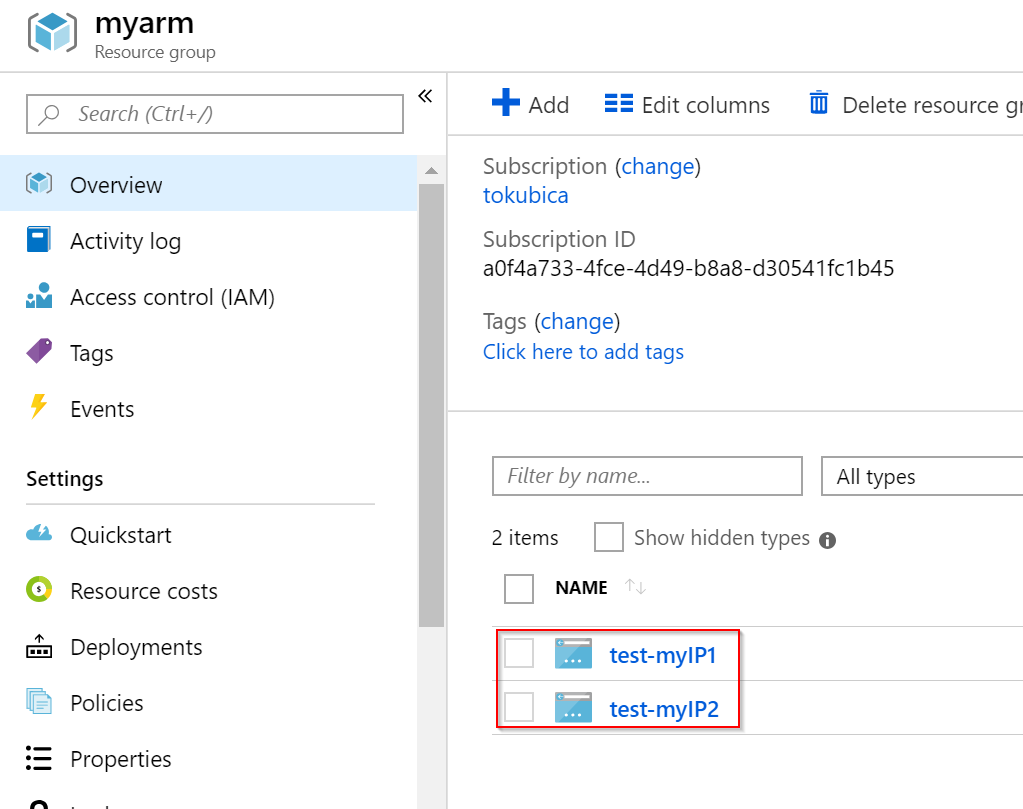 myarm
Resource group
Search (Ctrl+/)
«
Overview
Activity log
Access control (IAM)
Tags
Events
Settings
Quickstart
Resource costs
Deployments
Policies
Properties
Add
Edit columns
Delete resource gr
Subscription (change)
tokubica
Subscription ID
a0f4a733-4fce-4d49-b8a8-d30541fc1b45
Tags (change)
Click here to add tags
Filter by name...
All types
2 items
Show hidden types
NAME
test-myIP1
test-myIP2